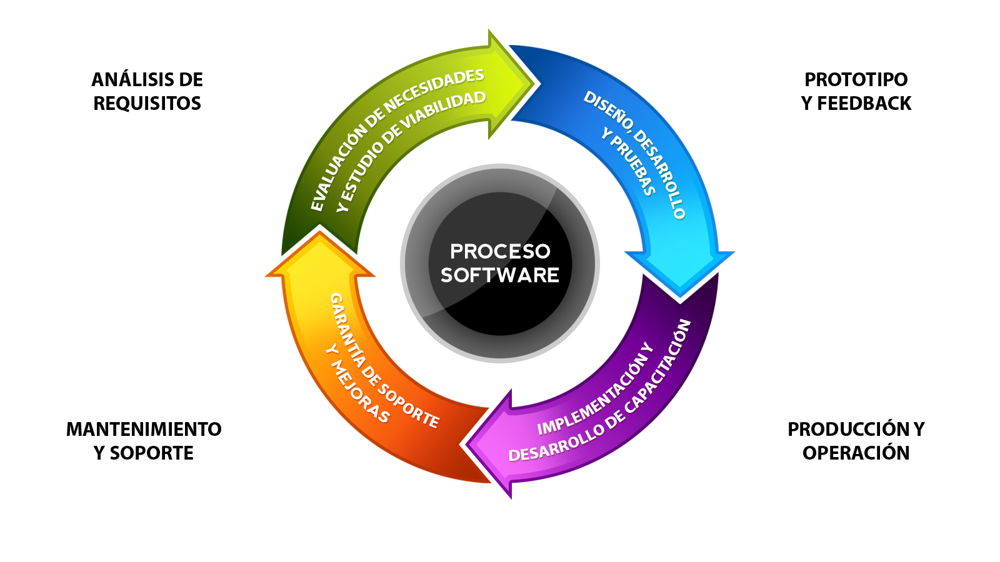 ANÁLISIS DE
REQUISITOS
EVALUACIÓN DE NECESIDADES
Y ESTUDIO DE VIABILIDAD
DISEÑO, DESARROLLO
Y PRUEBAS
PROTOTIPO
Y FEEDBACK
PROCESO
SOFTWARE
MANTENIMIENTO
Y SOPORTE
GARANTÍA DE SOPORTE
Y MEJORAS
IMPLEMENTACIÓN Y
DESARROLLO DE CAPACITACIÓN
PRODUCCIÓN Y
OPERACIÓN